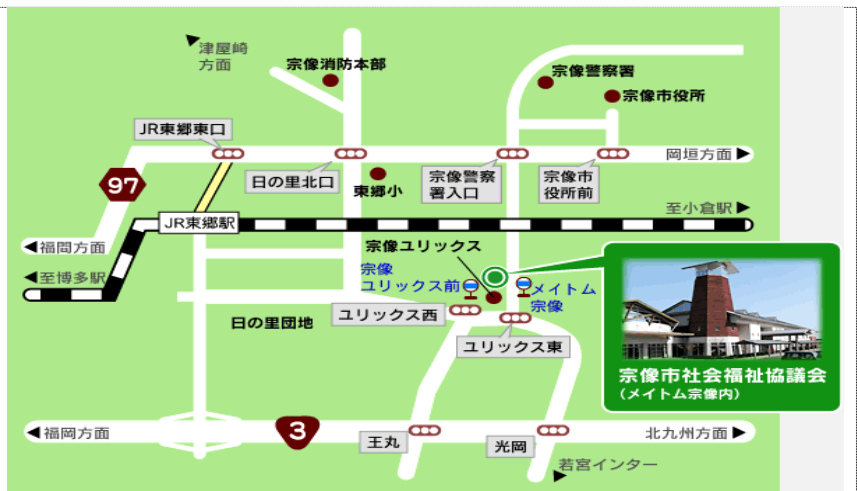 津屋崎
方面
宗像消防本部
宗像警察署
宗像市役所
JR東郷東口
岡垣方面▶
日の里北口
東郷小
宗像警察
署入口
宗像市
役所前
97
至小倉駅▶
JR東郷駅
◀福間方面
宗像ユリックス
◀至博多駅
宗像
ユリックス前
メイトム
宗像
ユリックス西
日の里団地
ユリックス東
宗像市社会福祉協議会
(メイトム宗像内)
◀福岡方面
3
王丸
光岡
北九州方面▶
若宮インター